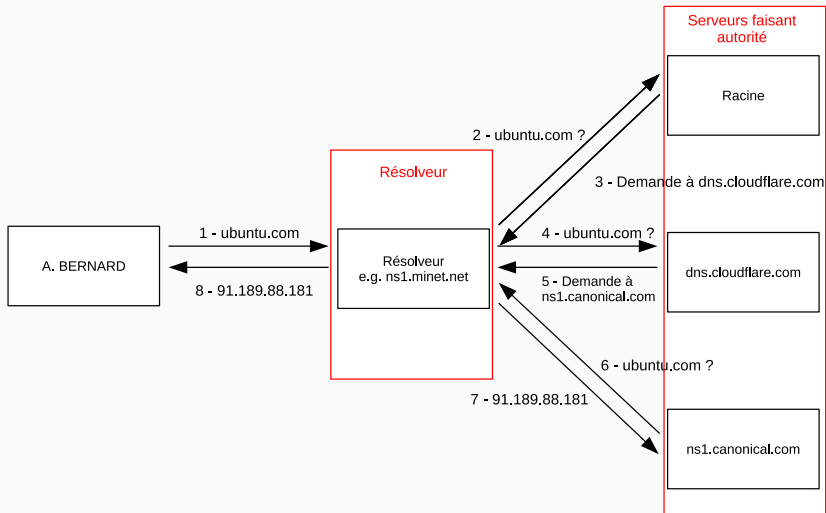 Serveurs faisant
autorité
Racine
2 - ubuntu.com ?
Résolveur
3 - Demande à dns.cloudflare.com
1 - ubuntu.com
4 - ubuntu.com ?
A. BERNARD
Résolveur
e.g. ns1.minet.net
dns.cloudflare.com
5 - Demande à
ns1.canonical.com
8 - 91.189.88.181
6 - ubuntu.com ?
7 - 91.189.88.181
ns1.canonical.com